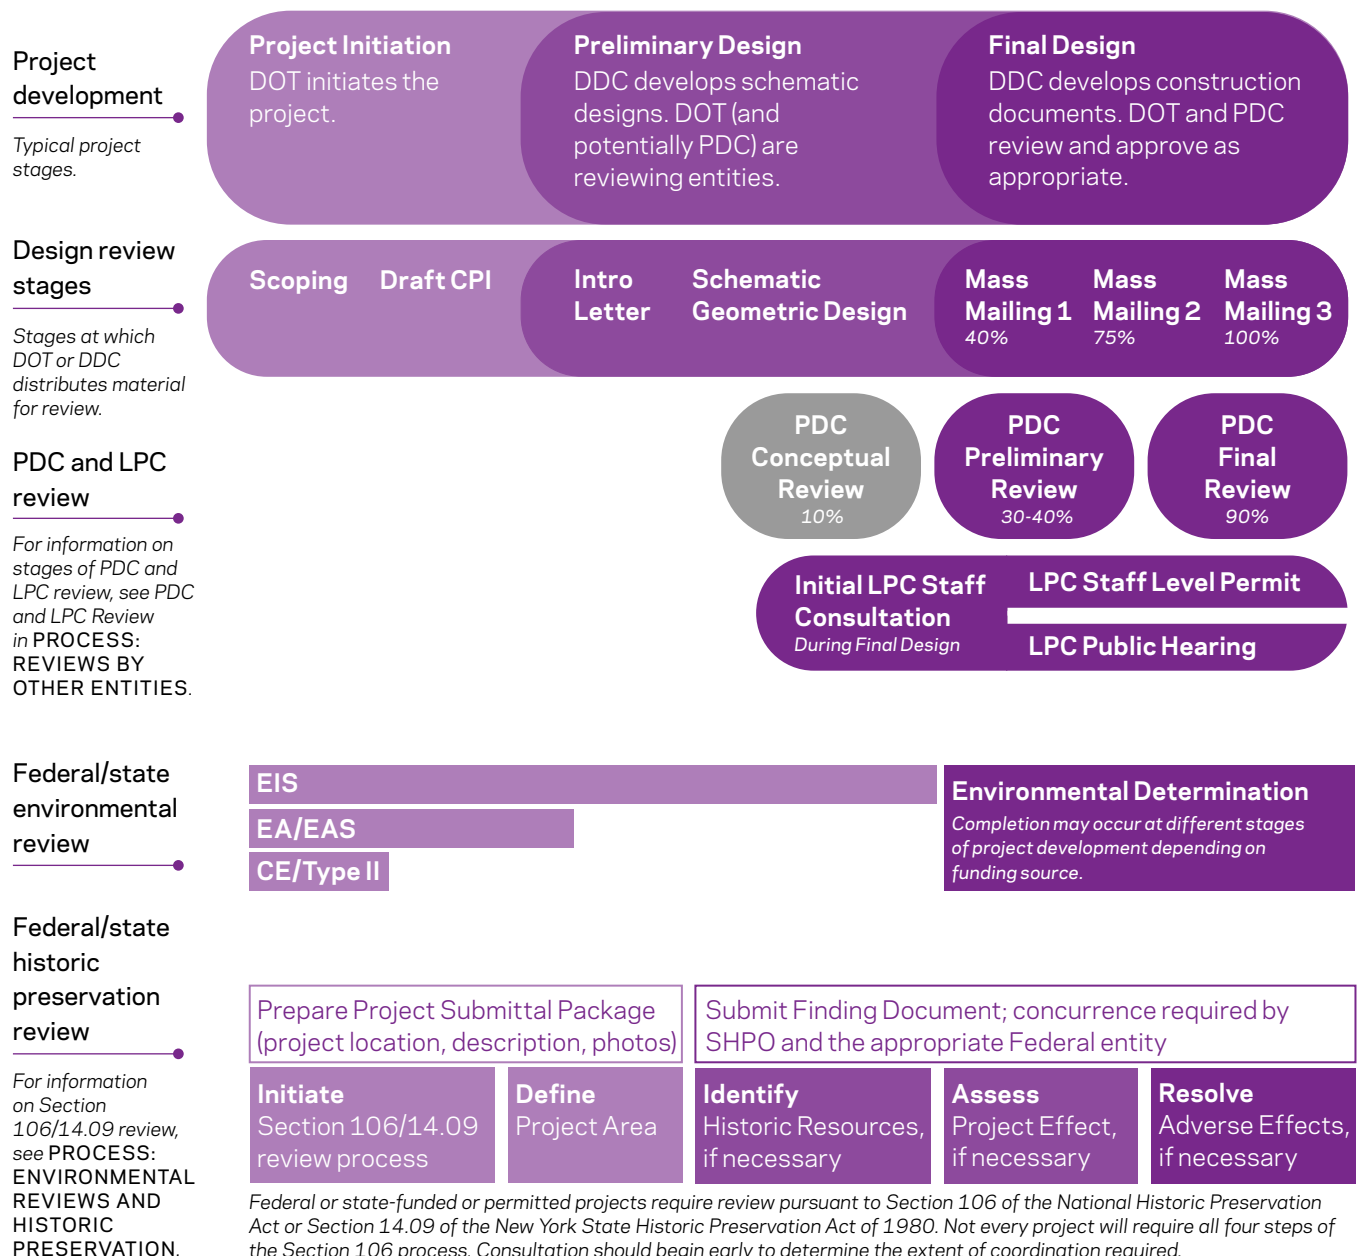 Project
development
Typical project
stages.
Project Initiation
DOT initiates the
project.
Preliminary Design
DDC develops schematic
designs. DOT (and
potentially PDC) are
reviewing entities.
Final Design
DDC develops construction
documents. DOT and PDC
review and approve as
appropriate.
Design review
stages
Stages at which
DOT or DDC
distributes material
for review.
Scoping
Draft CPI
Intro
Letter
Schematic
Geometric Design
Mass
Mailing 1
40%
Mass
Mailing 2
75%
Mass
Mailing 3
100%
PDC and LPC
review
For information on
stages of PDC and
LPC review, see PDC
and LPC Review
in PROCESS:
REVIEWS BY
OTHER ENTITIES.
PDC
Conceptual
Review
10%
PDC
Preliminary
Review
30-40%
PDC
Final
Review
90%
Initial LPC Staff
Consultation
During Final Design
LPC Staff Level Permit
LPC Public Hearing
Federal/state
environmental
review
EIS
EA/EAS
CE/Type II
Environmental Determination
Completion may occur at different stages
of project development depending on
funding source.
Federal/state
historic
preservation
review
For information
on Section
106/14.09 review,
see PROCESS:
ENVIRONMENTAL
REVIEWS AND
HISTORIC
PRESERVATION.
Prepare Project Submittal Package
(project location, description, photos)
Submit Finding Document; concurrence required by
SHPO and the appropriate Federal entity
Initiate
Section 106/14.09
review process
Define
Project Area
Identify
Historic Resources,
if necessary
Assess
Project Effect,
if necessary
Resolve
Adverse Effects,
if necessary
Federal or state-funded or permitted projects require review pursuant to Section 106 of the National Historic Preservation
Act or Section 14.09 of the New York State Historic Preservation Act of 1980. Not every project will require all four steps of
the Section 106 process. Consultation should begin early to determine the extent of coordination required.